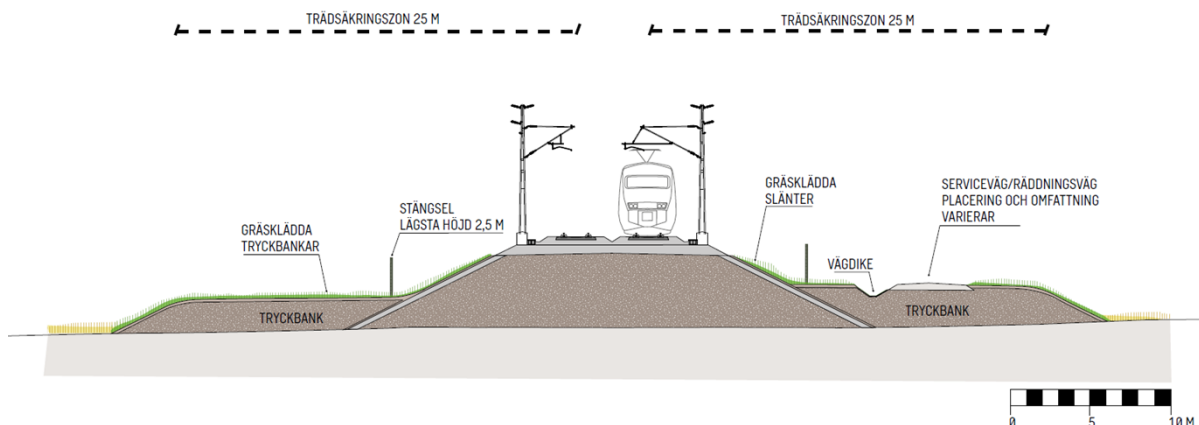 TRÄDSÄKRINGSZON 25 M
TRÄDSÄKRINGSZON 25 M
GRÄSKLÄDDA
TRYCKBANKAR
STÄNGSEL
LÄGSTA HÖJD 2,5 M
GRÄSKLÄDDA
SLÄNTER
VÄGDIKE
SERVICEVÄG/RÄDDNINGSVÄG
PLACERING OCH OMFATTNING
VARIERAR
TRYCKBANK
TRYCKBANK
0 5 10 M